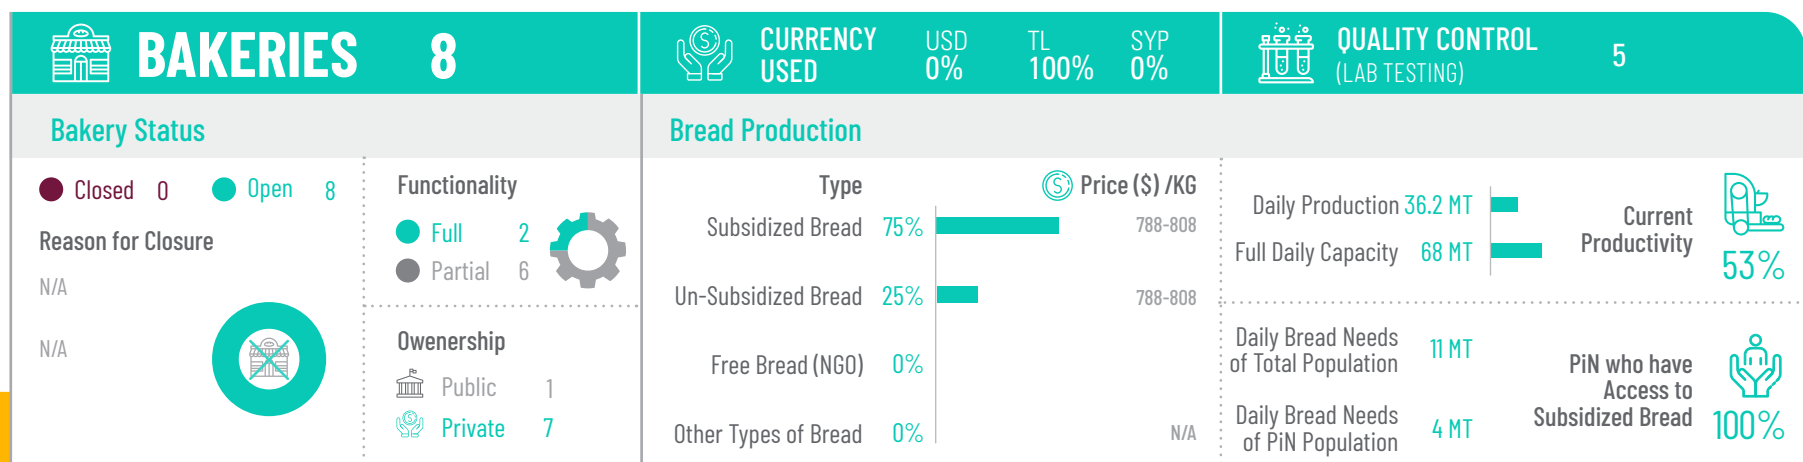 BAKERIES 8
CURRENCY
USED
USD
0%
TL
100%
SYP
0%
QUALITY CONTROL
(LAB TESTING)
5
Bakery Status
Closed 0
Open 8
Reason for Closure
N/A
N/A
Functionality
Full 2
Partial 6
Owenership
Public 1
Private 7
Bread Production
Type
Price ($) /KG
Subsidized Bread 75% 788-808
Un-Subsidized Bread 25% 788-808
Free Bread (NGO) 0%
Other Types of Bread 0% N/A
Daily Production 36.2 MT
Full Daily Capacity 68 MT
Current
Productivity
53%
Daily Bread Needs
of Total Population
11 MT
Daily Bread Needs
of PiN Population
4 MT
PiN who have
Access to
Subsidized Bread
100%